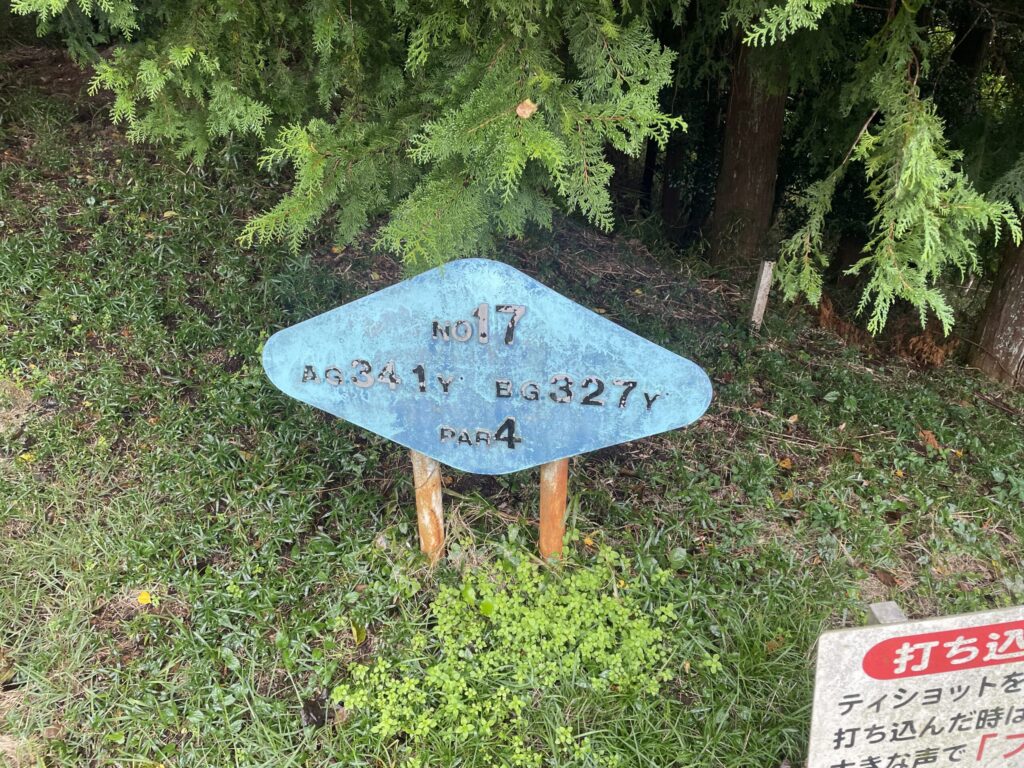 NO17
AG341Y BG327Y
PAR4
打ち込
ティショットを
打ち込んだ時は
大きな声で「フ